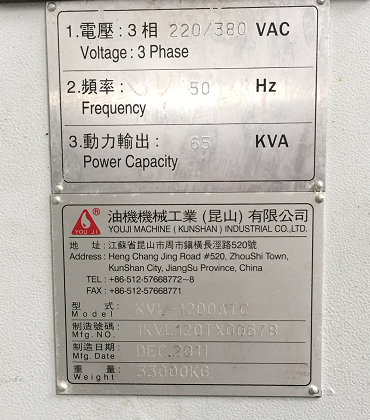 1.電壓:3相 220/380 VAC
Voltage: 3 Phase
2.頻率: 50 Hz
Frequency
3.動力輸出: 65 KVA
Power Capacity
YOU JI
油機機械工業(昆山)有限公司
YOUJI MACHINE (KUNSHAN) INDUSTRIAL CO.,LTD.
地 址:江蘇省昆山市周市鎮橫長涇路520號
Address: Heng Chang Jing Road #520, ZhouShi Town,
KunShan City, JiangSu Province, China
TEL : +86-512-57668772~8
FAX : +86-512-57668771
型 式:
Model KVL-1200ATC
製造號碼:
Mfg. NO.
製造日期:
Mfg. Date DEC,2011
重 量:
Weight 33000KG